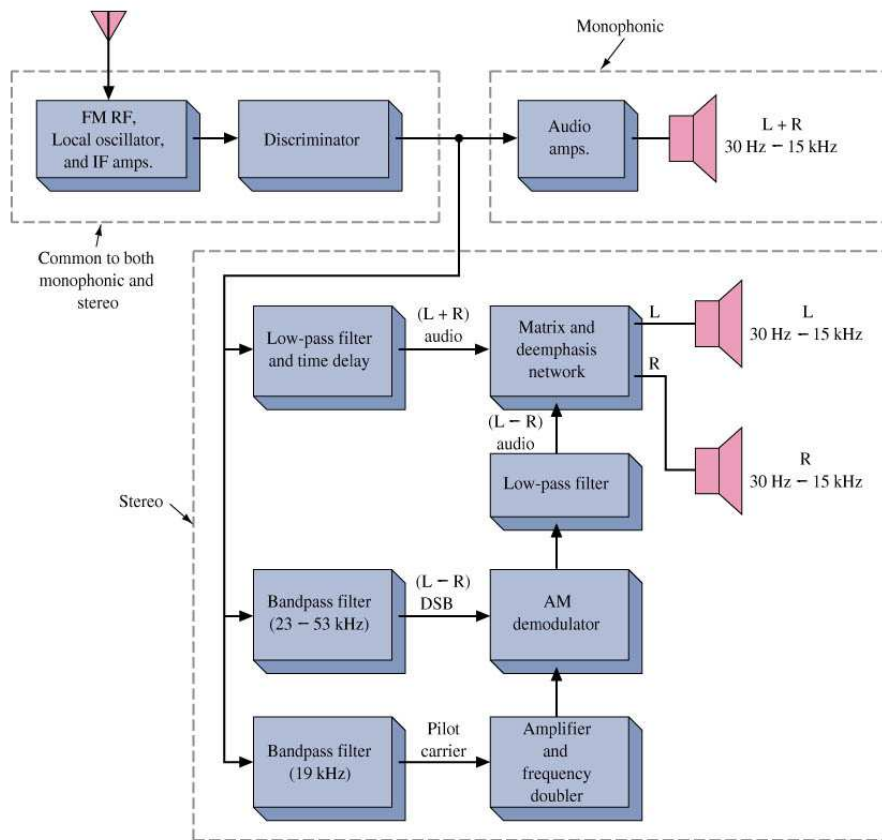 Monophonic
FM RF,
Local oscillator,
and IF amps.
Discriminator
Audio
amps.
L + R
30 Hz – 15 kHz
Common to both
monophonic and
stereo
Low-pass filter
and time delay
(L + R)
audio
Matrix and
deemphasis
network
L
R
L
30 Hz – 15 kHz
(L – R)
audio
Low-pass filter
R
30 Hz – 15 kHz
Stereo
Bandpass filter
(23 – 53 kHz)
(L – R)
DSB
AM
demodulator
Bandpass filter
(19 kHz)
Pilot
carrier
Amplifier
and
frequency
doubler